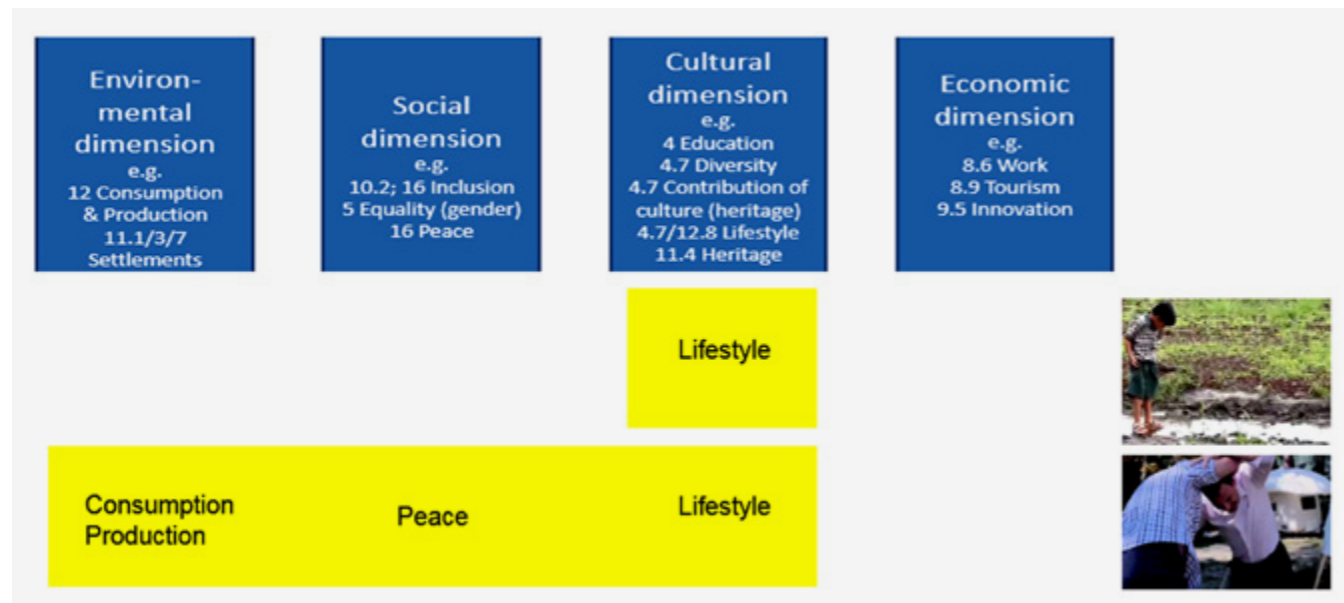 Environ-
mental
dimension
e.g.
12 Consumption
& Production
11.1/3/7
Settlements
Social
dimension
e.g.
10.2; 16 Inclusion
5 Equality (gender)
16 Peace
Cultural
dimension
e.g.
4 Education
4.7 Diversity
4.7 Contribution of
culture (heritage)
4.7/12.8 Lifestyle
11.4 Heritage
Economic
dimension
e.g.
8.6 Work
8.9 Tourism
9.5 Innovation
Lifestyle
Consumption
Production
Peace
Lifestyle